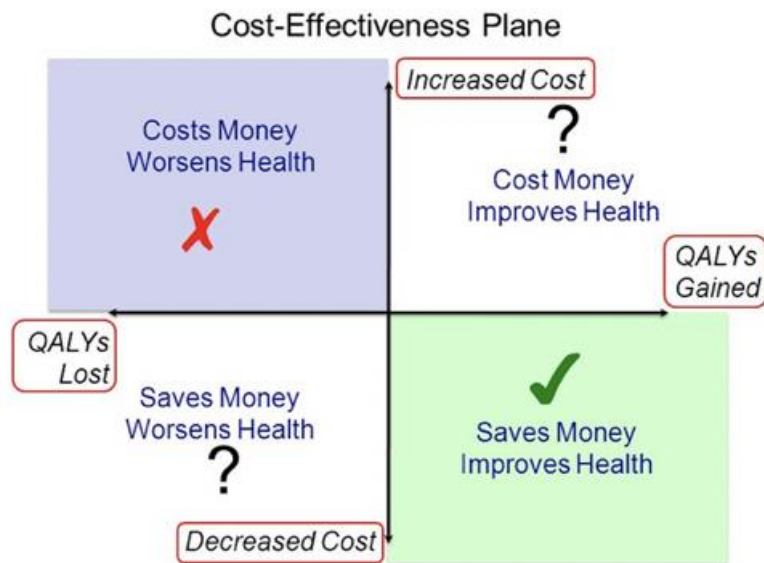 Cost-Effectiveness Plane
Increased Cost
Costs Money
Worsens Health
?
Cost Money
Improves Health
QALYs
Gained
QALYs
Lost
Saves Money
Worsens Health
?
Saves Money
Improves Health
Decreased Cost